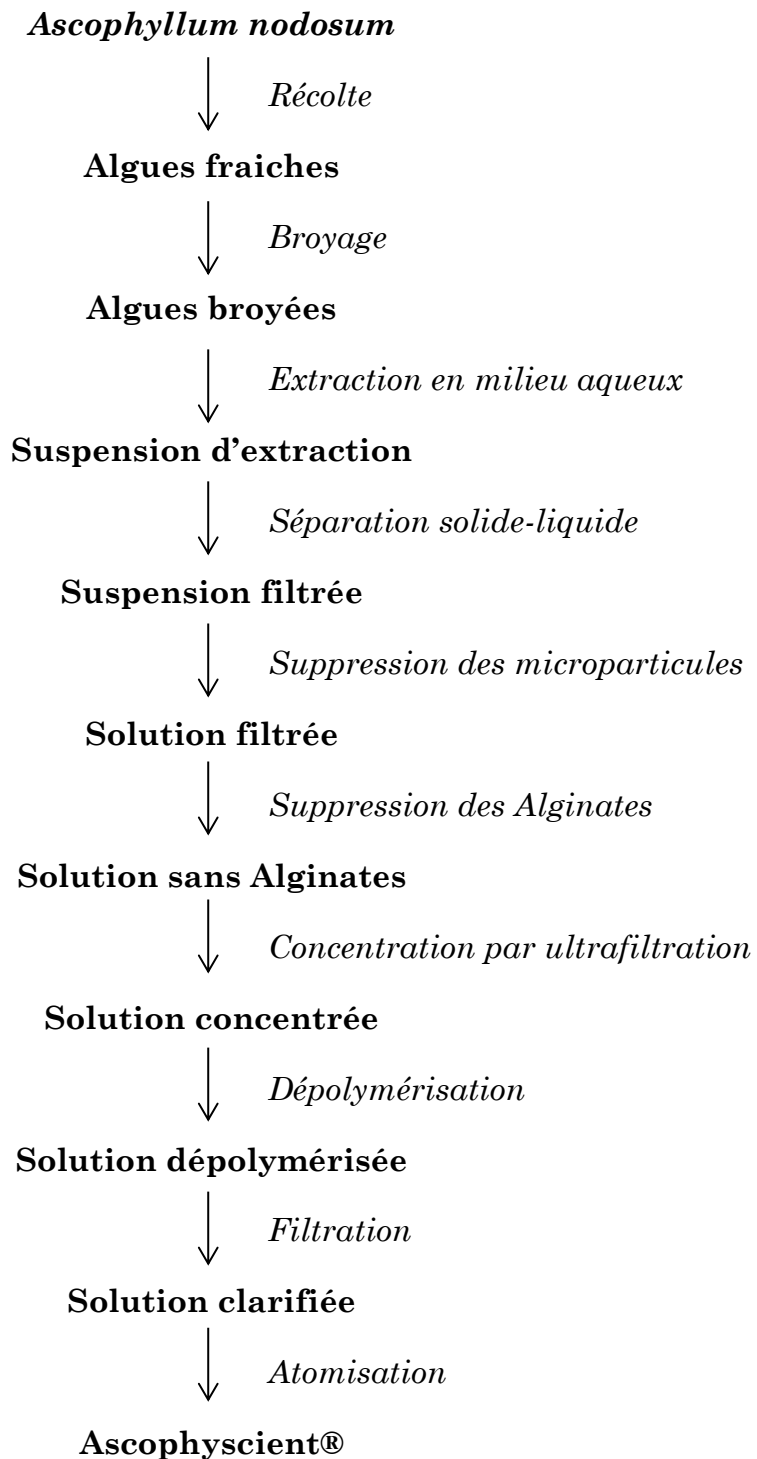 Ascophyllum nodosum
Récolte
Algues fraiches
Broyage
Algues broyées
Extraction en milieu aqueux
Suspension d'extraction
Séparation solide-liquide
Suspension filtrée
Suppression des microparticules
Solution filtrée
Suppression des Alginates
Solution sans Alginates
Concentration par ultrafiltration
Solution concentrée
Dépolymérisation
Solution dépolymérisée
Filtration
Solution clarifiée
Atomisation
Ascophyscient®